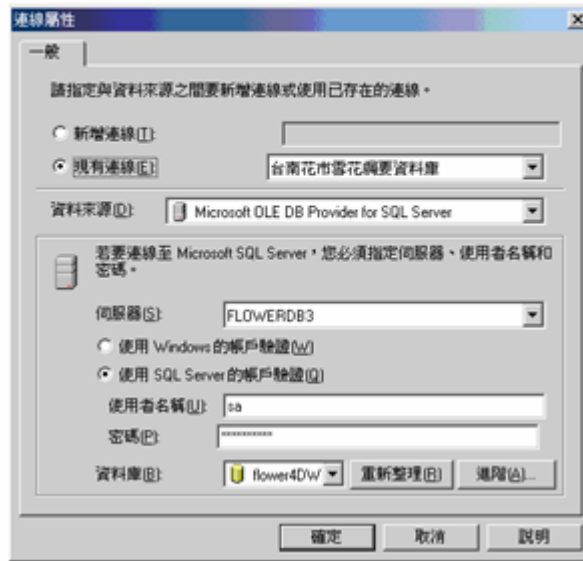 連線屬性
一般
請指定與資料來源之間要新增連線或使用已存在的連線。
新增連線(T):
現有連線(E):
台南花市雪花綱要資料庫
資料來源(D):
Microsoft OLE DB Provider for SQL Server
若要連線至 Microsoft SQL Server，您必須指定伺服器、使用者名稱和
密碼。
伺服器(S):
FLOWERDB3
使用 Windows 的帳戶驗證(W)
使用 SQL Server 的帳戶驗證(Q)
使用者名稱(U):
sa
密碼(P):
**********
資料庫(B):
flower4DW
重新整理(R)
進階(A)...
確定
取消
說明